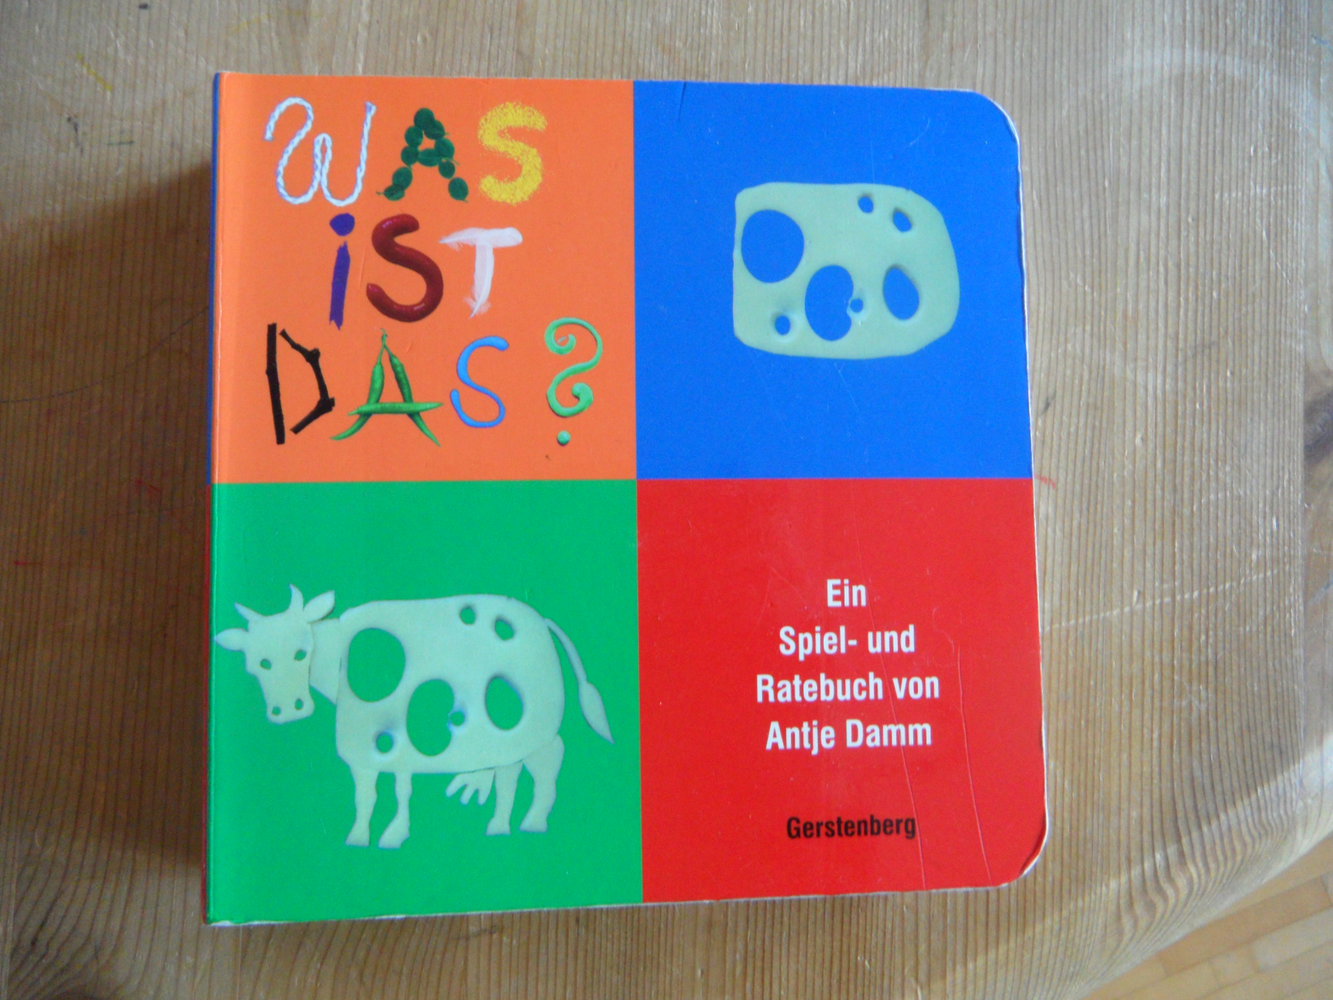 WAS
iST
DAS?
Ein
Spiel- und
Ratebuch von
Antje Damm
Gerstenberg